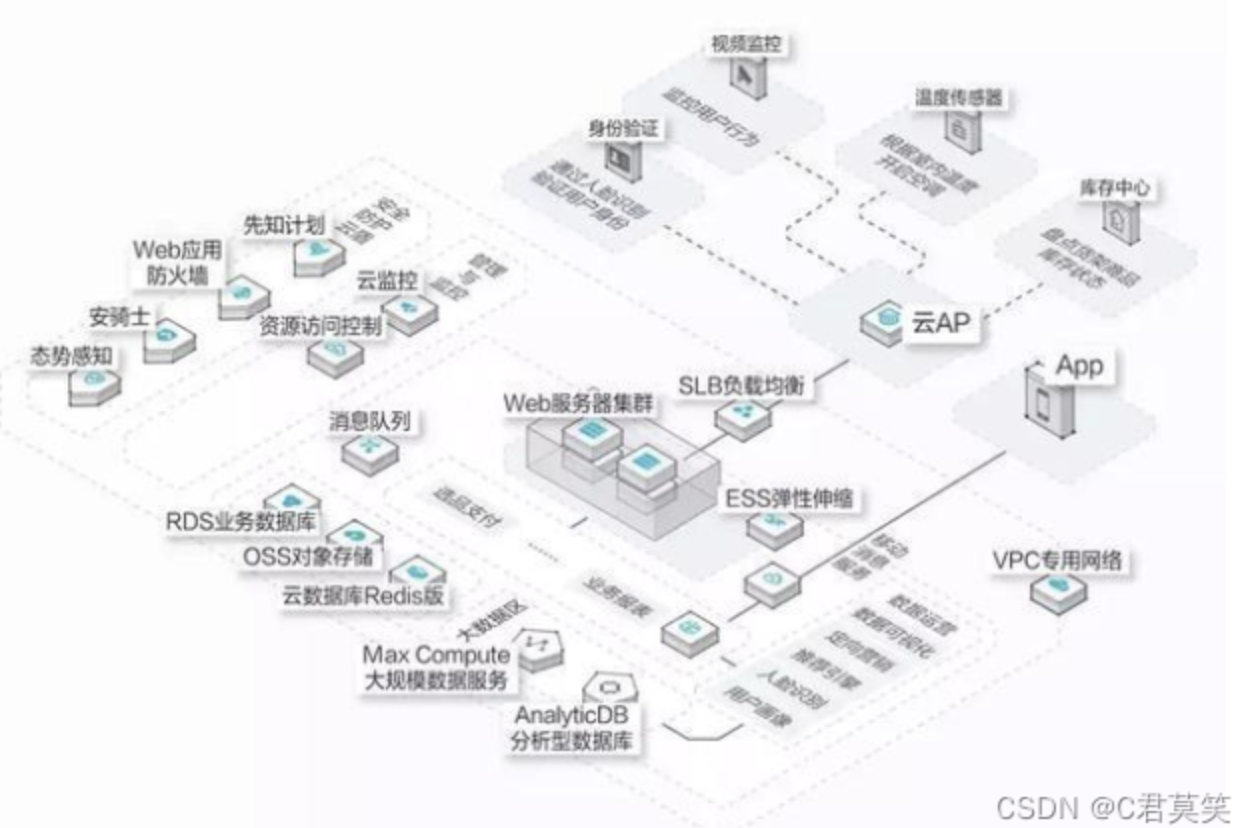 视频监控
监控用户行为
温度传感器
根据室内温度
开启空调
身份验证
通过人脸识别
验证用户身份
库存中心
盘点货架商品
库存状态
安全
防护
云盾
先知计划
Web应用
防火墙
安骑士
态势感知
管理
与
监控
云监控
资源访问控制
云AP
App
SLB负载均衡
Web服务器集群
消息队列
选品支付
......
业务报表
ESS弹性伸缩
移动
消息
服务
VPC专用网络
RDS业务数据库
OSS对象存储
云数据库Redis版
大数据区
Max Compute
大规模数据服务
AnalyticDB
分析型数据库
数据运营
数据可视化
定向营销
推荐引擎
人脸识别
用户画像
CSDN @C君莫笑